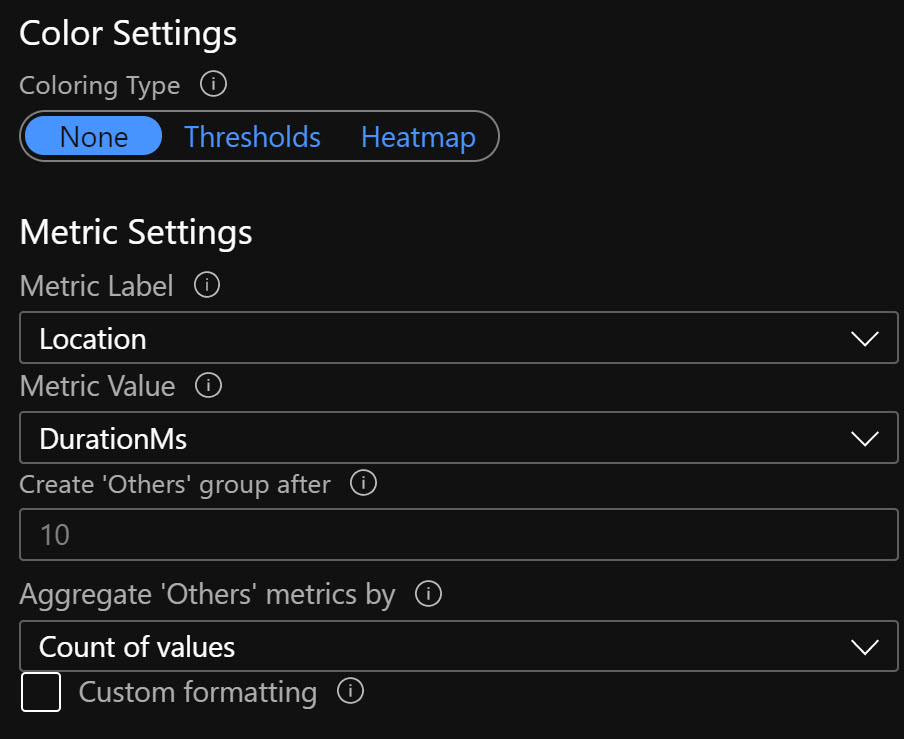 Color Settings
Coloring Type
None Thresholds Heatmap
Metric Settings
Metric Label
Location
Metric Value
DurationMs
Create 'Others' group after
10
Aggregate 'Others' metrics by
Count of values
Custom formatting